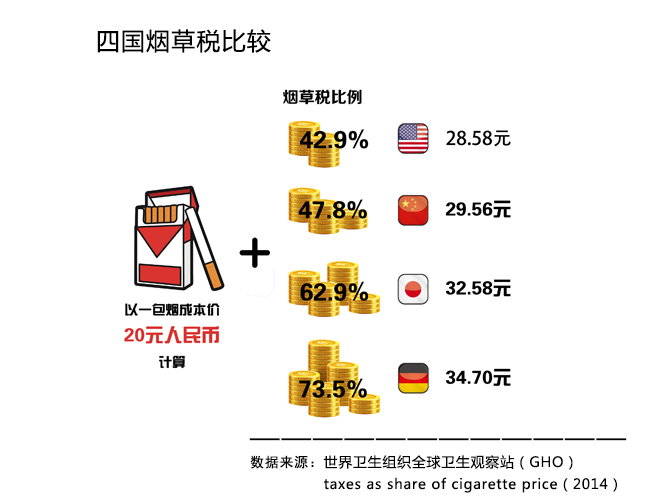 四国烟草税比较
烟草税比例
42.9% 28.58元
47.8% 29.56元
62.9% 32.58元
73.5% 34.70元
以一包烟成本价
20元人民币
计算
数据来源：世界卫生组织全球卫生观察站（GHO）
taxes as share of cigarette price（2014）